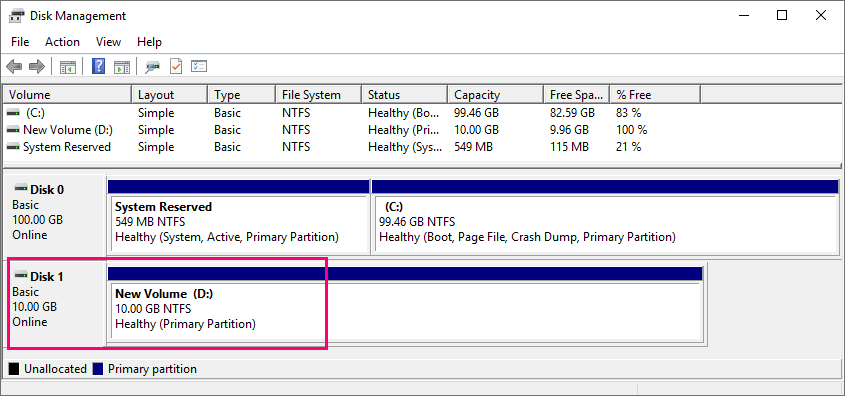 Disk Management
File Action View Help
Volume Layout Type File System Status Capacity Free Spa... % Free
(C:) Simple Basic NTFS Healthy (Bo... 99.46 GB 82.59 GB 83 %
New Volume (D:) Simple Basic NTFS Healthy (Pri... 10.00 GB 9.96 GB 100 %
System Reserved Simple Basic NTFS Healthy (Sys... 549 MB 115 MB 21 %
Disk 0
Basic
100.00 GB
Online
System Reserved
549 MB NTFS
Healthy (System, Active, Primary Partition)
(C:)
99.46 GB NTFS
Healthy (Boot, Page File, Crash Dump, Primary Partition)
Disk 1
Basic
10.00 GB
Online
New Volume (D:)
10.00 GB NTFS
Healthy (Primary Partition)
Unallocated Primary partition